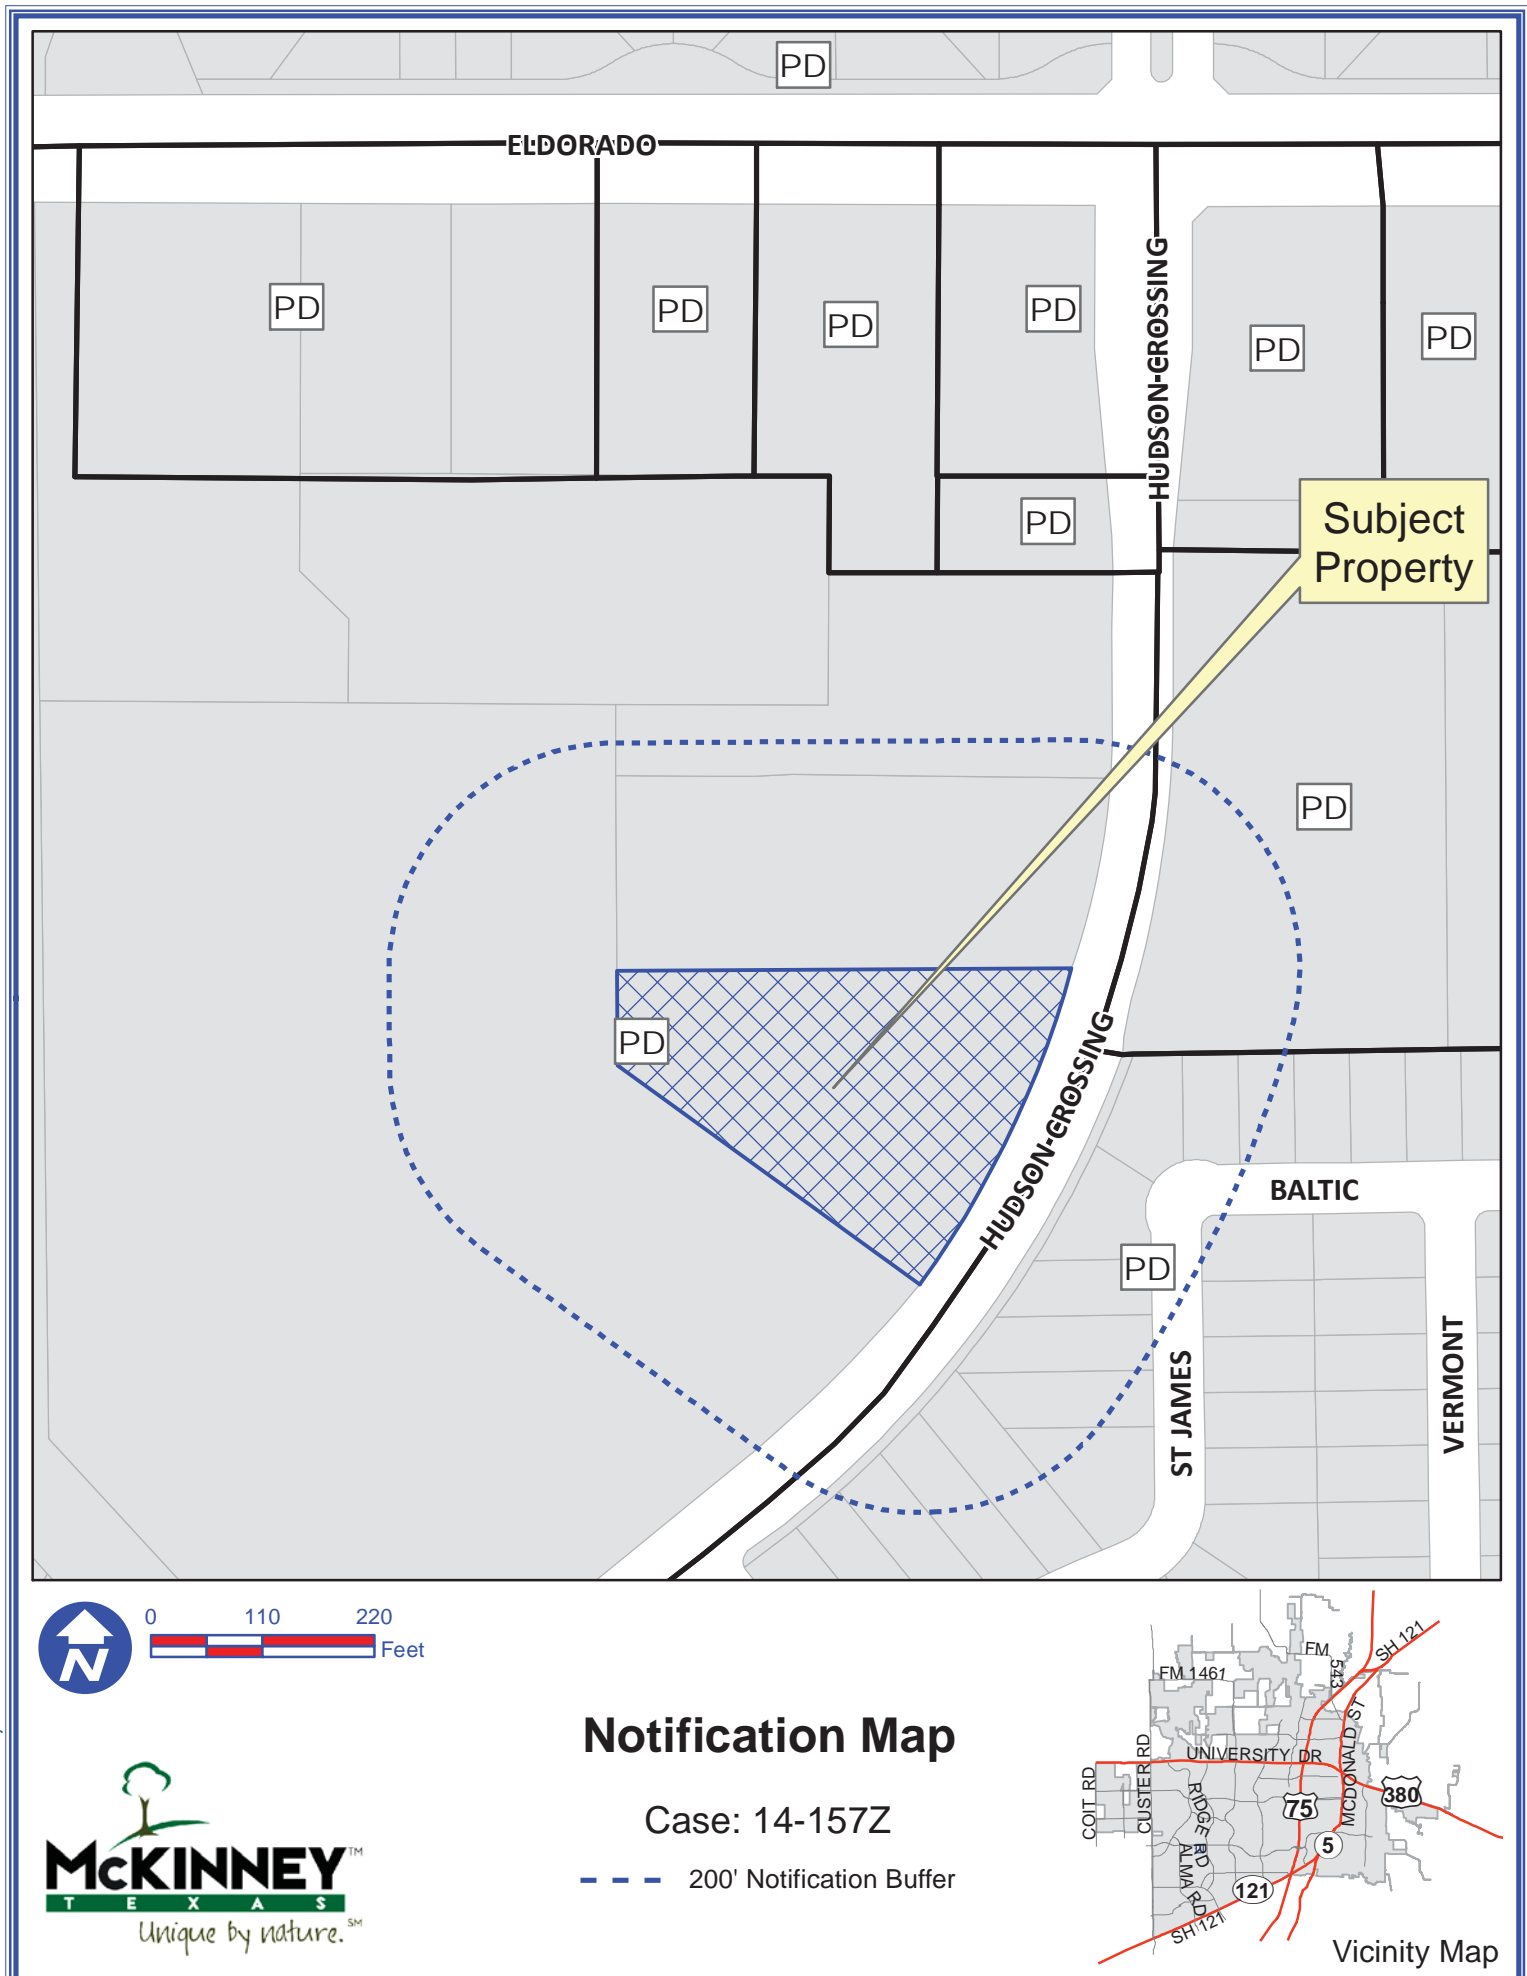 PD
ELDORADO
PD
PD
PD
PD
HUDSON-CROSSING
PD
PD
PD
Subject
Property
PD
PD
HUDSON-CROSSING
BALTIC
PD
ST JAMES
VERMONT
0 110 220
Feet
N
Notification Map
Case: 14-157Z
200' Notification Buffer
McKINNEY™
TEXAS
Unique by nature.℠
FM
543
SH 121
FM 1461
MCDONALD ST
UNIVERSITY DR
CUSTER RD
COIT RD
RIDGE RD
ALMA RD
75
380
5
121
SH 121
Vicinity Map